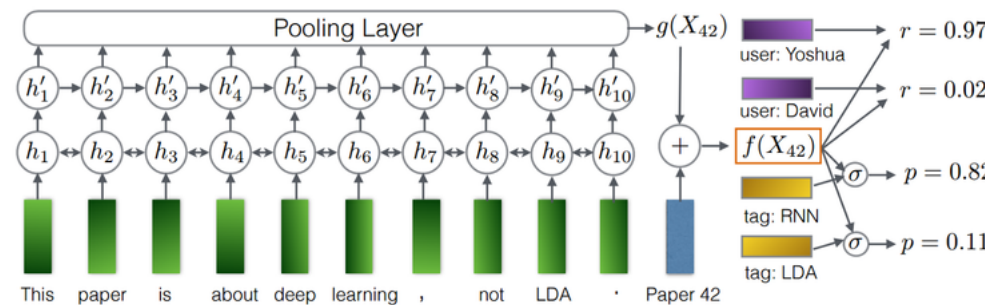 Pooling Layer
g(X₄₂)
user: Yoshua
r = 0.97
h′₁ h′₂ h′₃ h′₄ h′₅ h′₆ h′₇ h′₈ h′₉ h′₁₀
user: David
r = 0.02
h₁ h₂ h₃ h₄ h₅ h₆ h₇ h₈ h₉ h₁₀
+
f(X₄₂)
σ
p = 0.82
tag: RNN
σ
p = 0.11
tag: LDA
This paper is about deep learning , not LDA . Paper 42